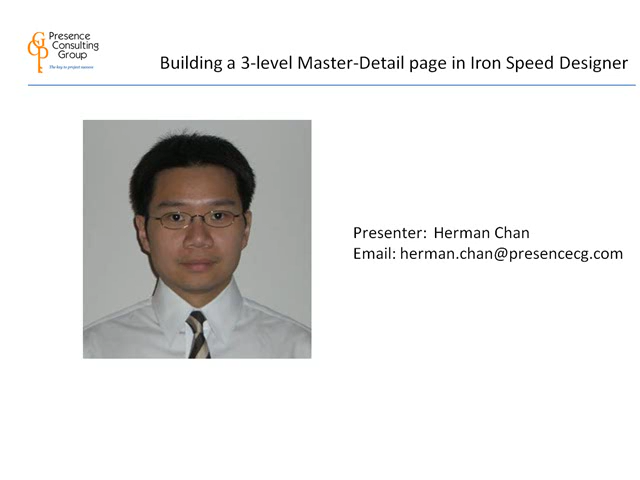 Presence
Consulting
Group
The key to project success
Building a 3-level Master-Detail page in Iron Speed Designer
Presenter: Herman Chan
Email: herman.chan@presencecg.com